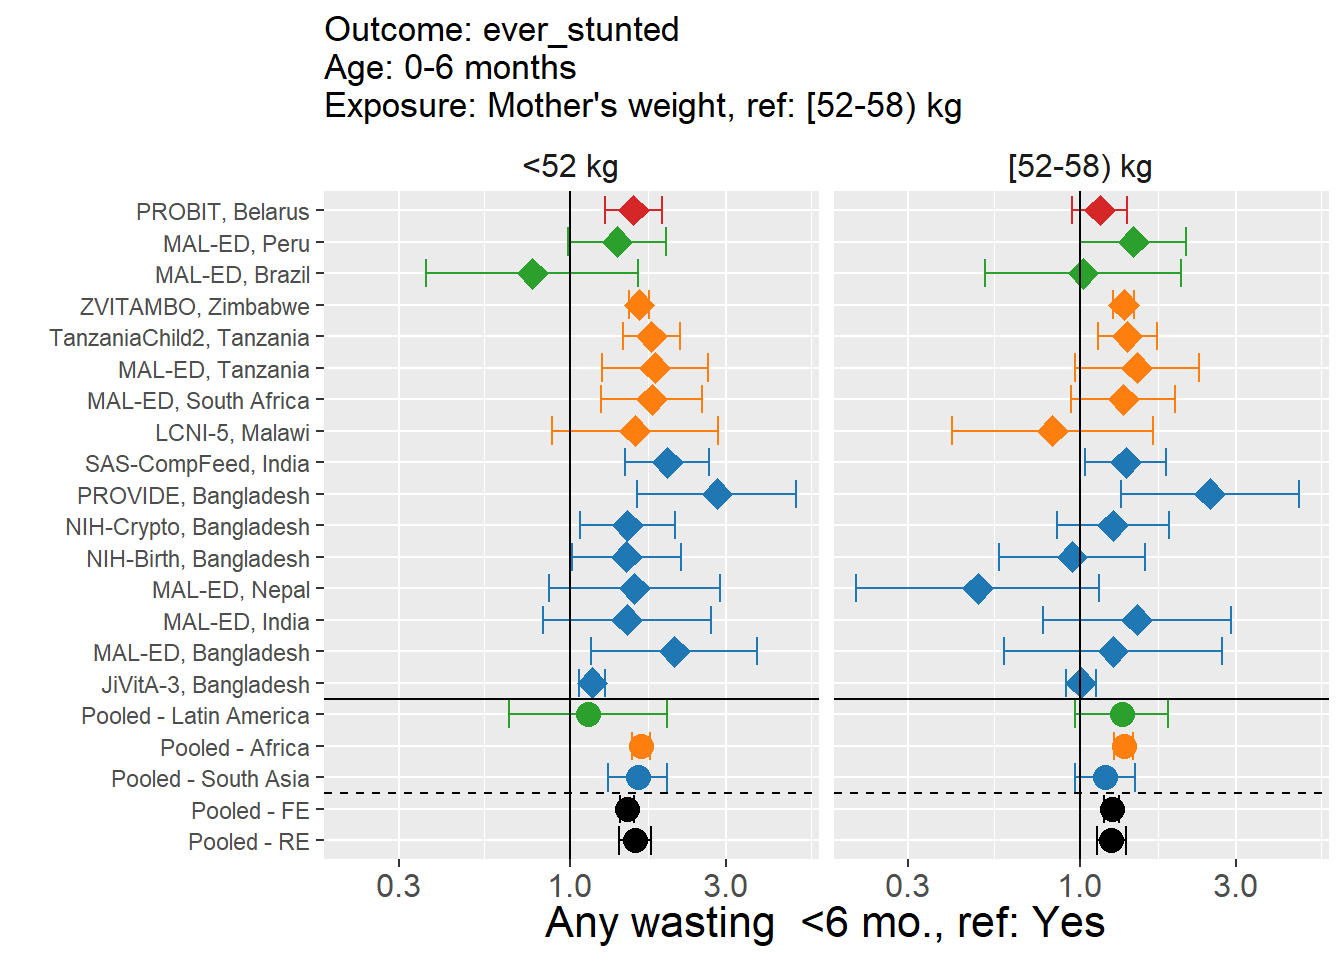 Outcome: ever_stunted
Age: 0-6 months
Exposure: Mother's weight, ref: [52-58) kg
<52 kg [52-58) kg
PROBIT, Belarus
MAL-ED, Peru
MAL-ED, Brazil
ZVITAMBO, Zimbabwe
TanzaniaChild2, Tanzania
MAL-ED, Tanzania
MAL-ED, South Africa
LCNI-5, Malawi
SAS-CompFeed, India
PROVIDE, Bangladesh
NIH-Crypto, Bangladesh
NIH-Birth, Bangladesh
MAL-ED, Nepal
MAL-ED, India
MAL-ED, Bangladesh
JiVitA-3, Bangladesh
Pooled - Latin America
Pooled - Africa
Pooled - South Asia
Pooled - FE
Pooled - RE
0.3 1.0 3.0 0.3 1.0 3.0
Any wasting  <6 mo., ref: Yes